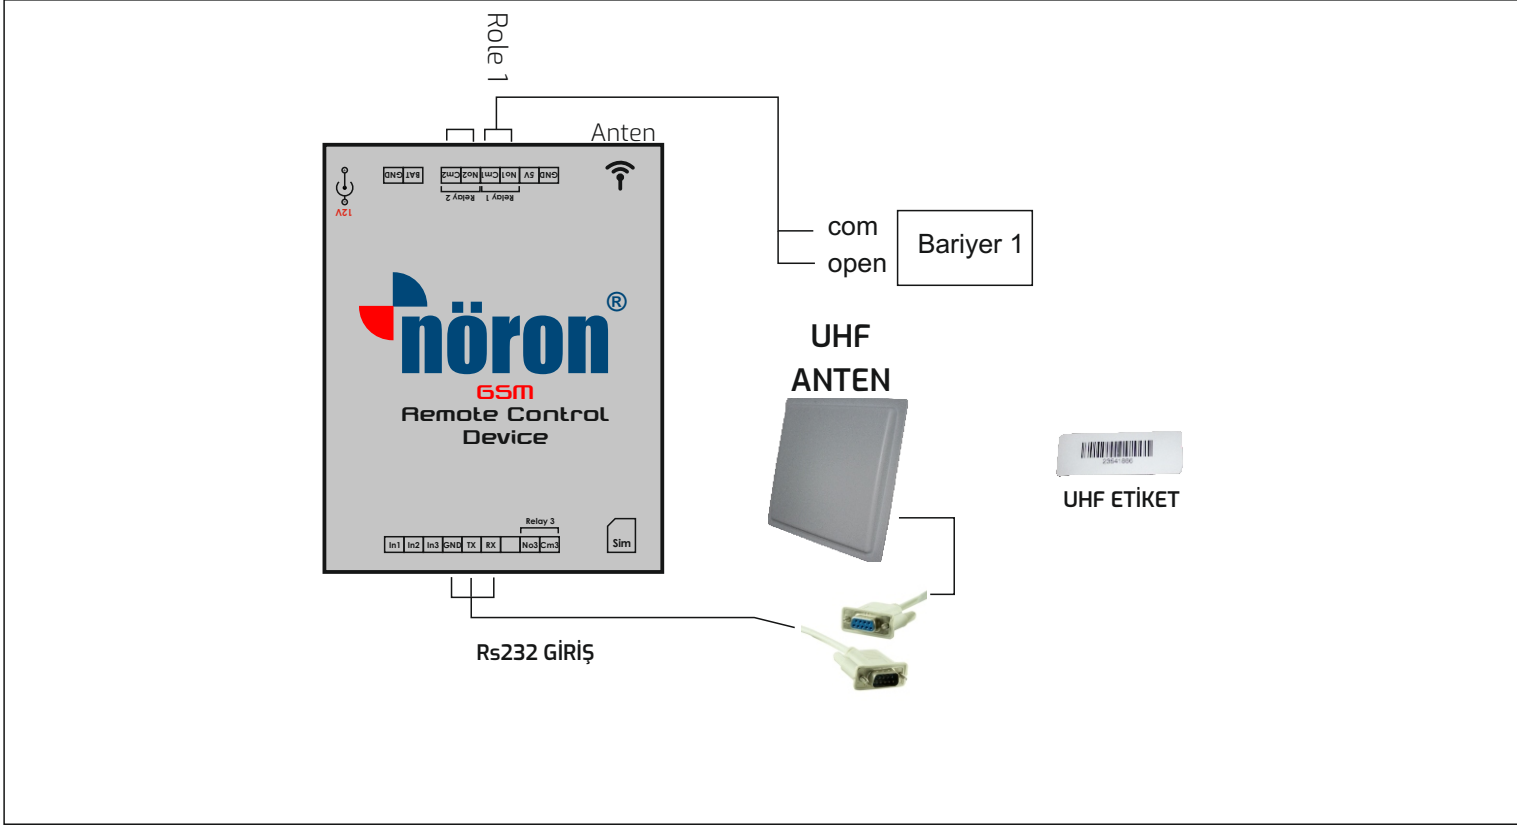 Role 1
Anten
GND BAT Cm2 No2 Cm1 No1 5V GND
Relay 2 Relay 1
12V
com
open
Bariyer 1
nöron®
GSM
Remote Control
Device
UHF
ANTEN
UHF ETİKET
Relay 3
In1 In2 In3 GND TX RX No3 Cm3
Sim
Rs232 GİRİŞ